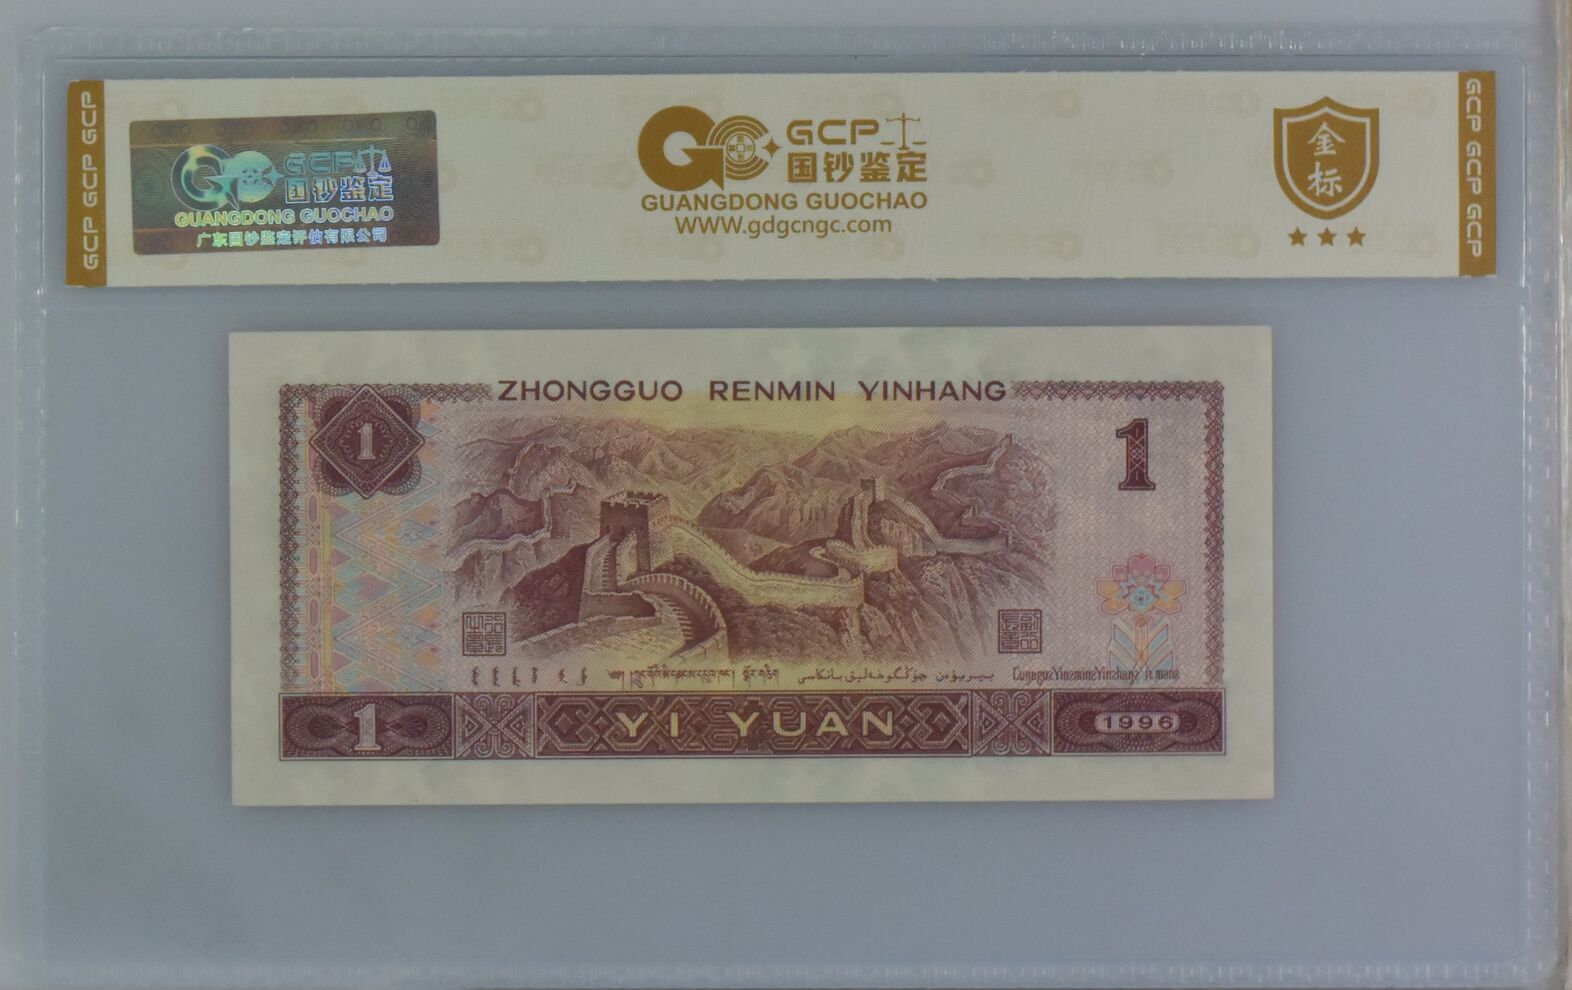 GCP GCP GCP
GCP
国钞鉴定
GUANGDONG GUOCHAO
广东国钞鉴定评估有限公司
GCP
国钞鉴定
GUANGDONG GUOCHAO
WWW.gdgcngc.com
金
标
GCP GCP GCP
ZHONGGUO RENMIN YINHANG
1
1
YI YUAN
1
1996